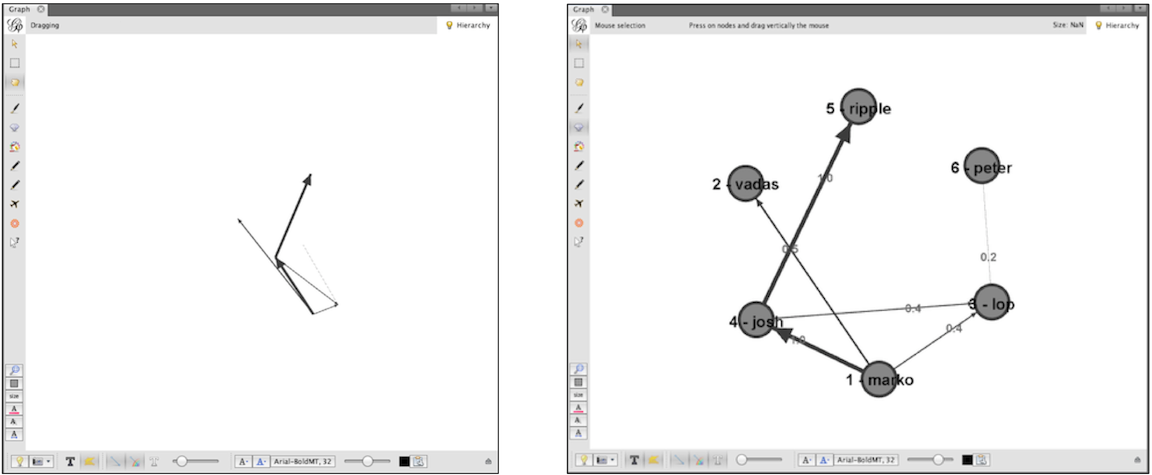 Graph
Dragging
Hierarchy
T
A- A- Arial-BoldMT, 32
Graph
Mouse selection Press on nodes and drag vertically the mouse Size: NaN Hierarchy
5 - ripple
1.0
6 - peter
2 - vadas
0.5
0.2
3 - lop
0.4
4 - josh
0.4
1.0
1 - marko
T
A- A- Arial-BoldMT, 32